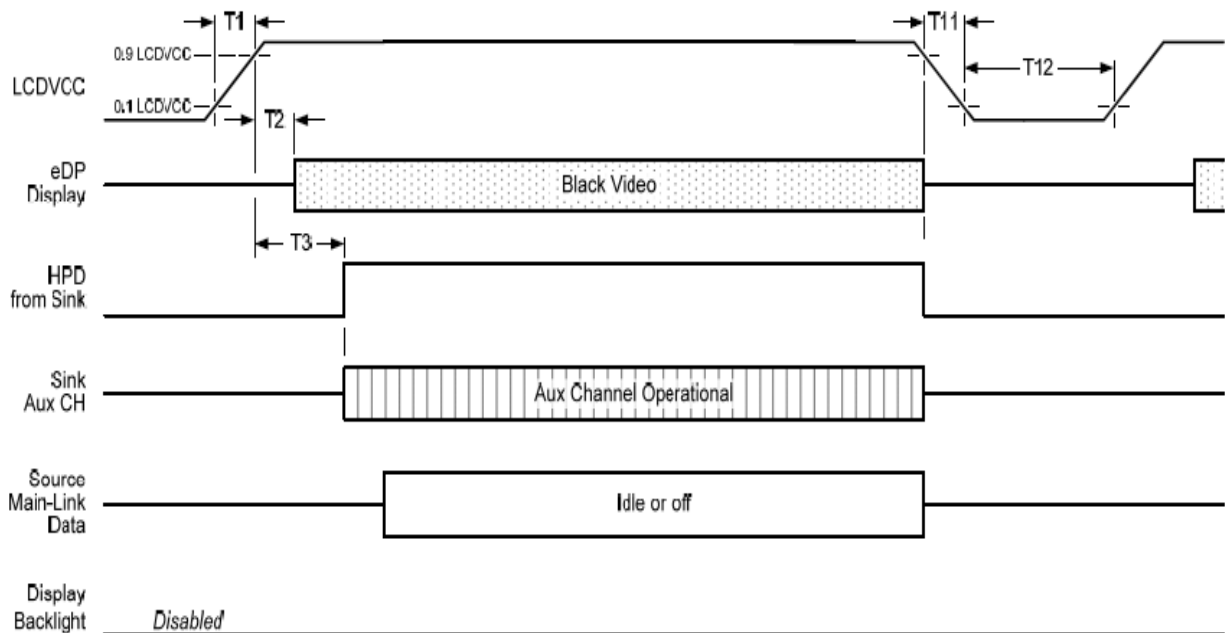 T1
T11
0.9 LCDVCC
LCDVCC
T12
0.1 LCDVCC
T2
eDP
Display
Black Video
T3
HPD
from Sink
Sink
Aux CH
Aux Channel Operational
Source
Main-Link
Data
Idle or off
Display
Backlight
Disabled